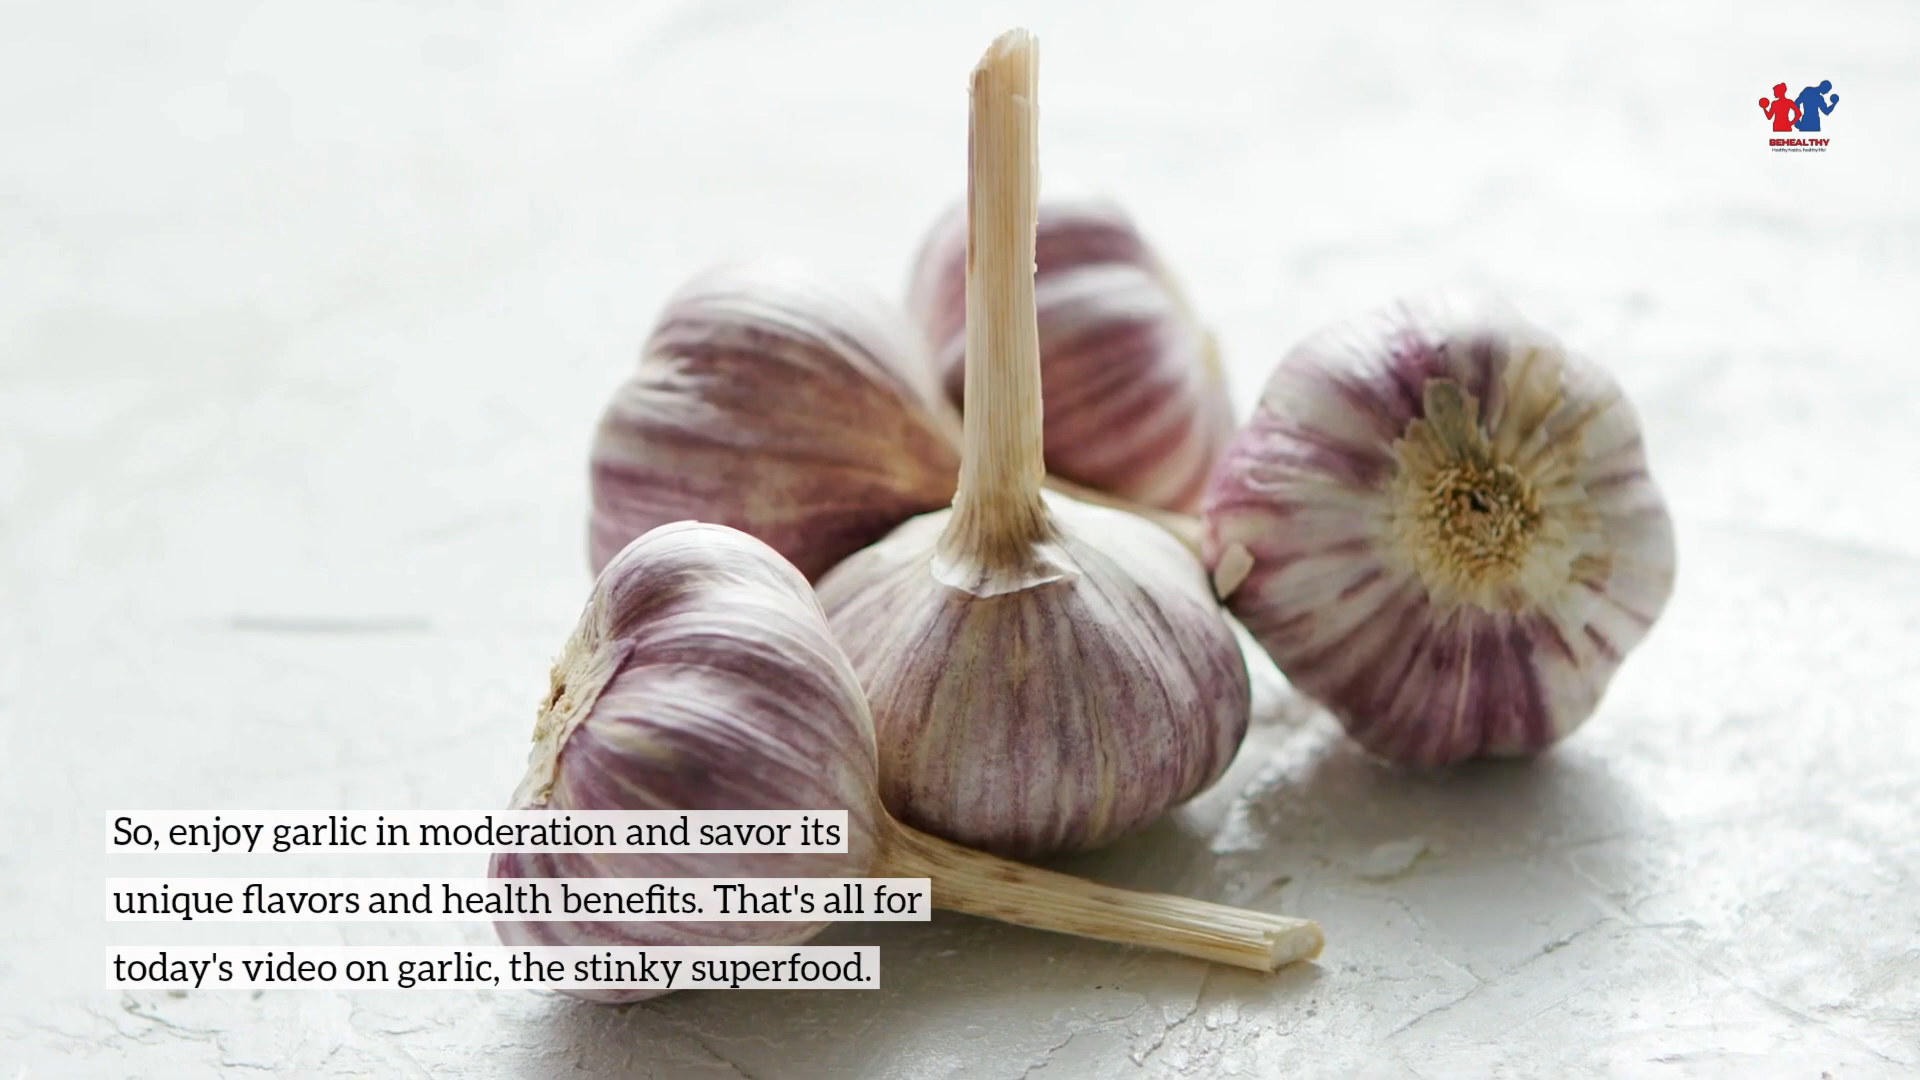 BEHEALTHY
So, enjoy garlic in moderation and savor its
unique flavors and health benefits. That's all for
today's video on garlic, the stinky superfood.